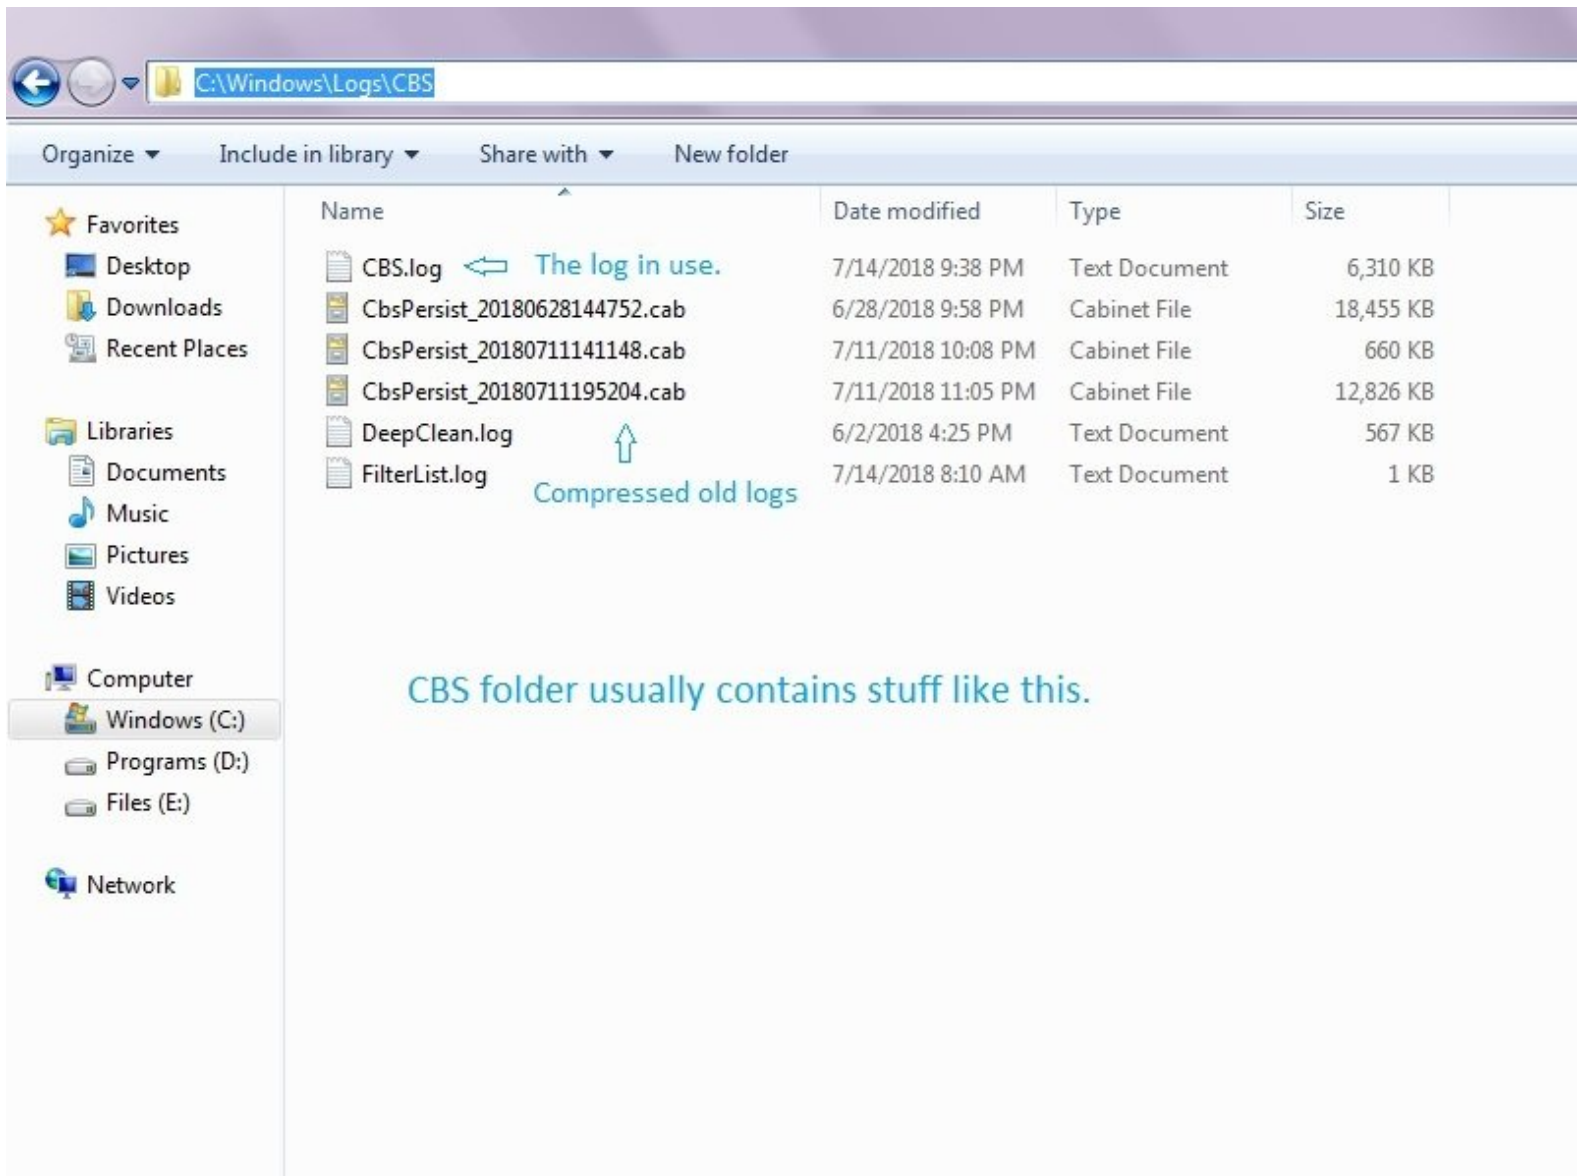 C:\Windows\Logs\CBS
Organize Include in library Share with New folder
Favorites
Desktop
Downloads
Recent Places
Libraries
Documents
Music
Pictures
Videos
Computer
Windows (C:)
Programs (D:)
Files (E:)
Network
Name Date modified Type Size
CBS.log The log in use. 7/14/2018 9:38 PM Text Document 6,310 KB
CbsPersist_20180628144752.cab 6/28/2018 9:58 PM Cabinet File 18,455 KB
CbsPersist_20180711141148.cab 7/11/2018 10:08 PM Cabinet File 660 KB
CbsPersist_20180711195204.cab 7/11/2018 11:05 PM Cabinet File 12,826 KB
DeepClean.log 6/2/2018 4:25 PM Text Document 567 KB
FilterList.log 7/14/2018 8:10 AM Text Document 1 KB
Compressed old logs
CBS folder usually contains stuff like this.